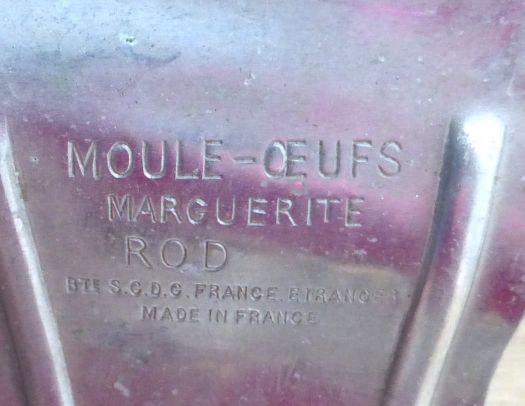 MOULE-ŒUFS
MARGUERITE
ROD
BTE S.G.D.G. FRANCE. ETRANGER
MADE IN FRANCE